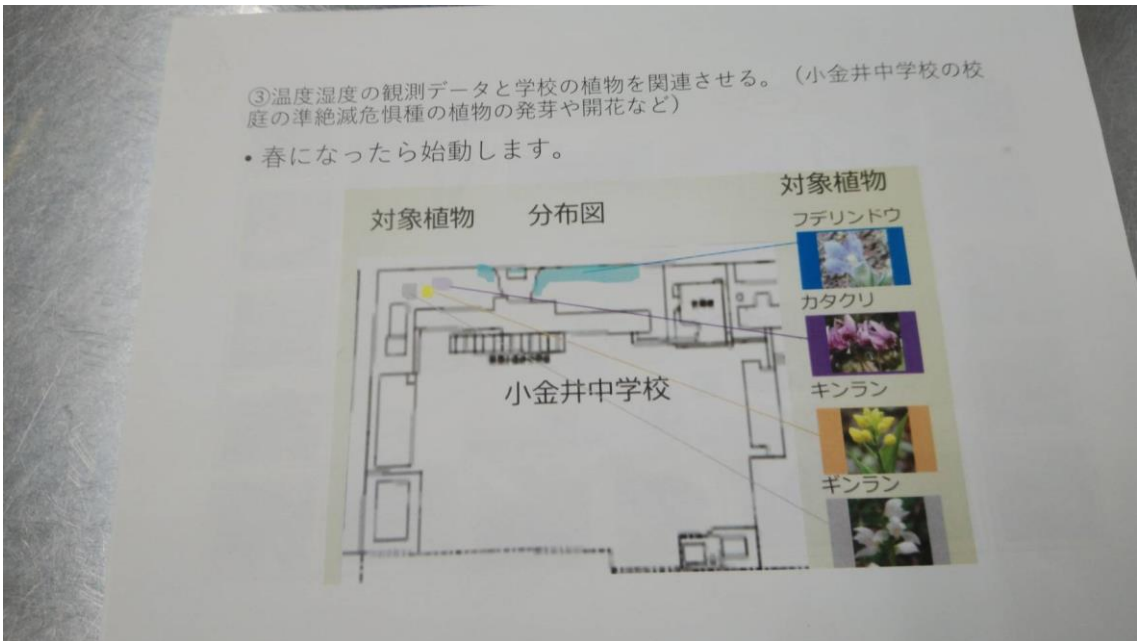 ③温度湿度の観測データと学校の植物を関連させる。（小金井中学校の校
庭の準絶滅危惧種の植物の発芽や開花など）
• 春になったら始動します。
対象植物　分布図
対象植物
フデリンドウ
カタクリ
キンラン
ギンラン
小金井中学校